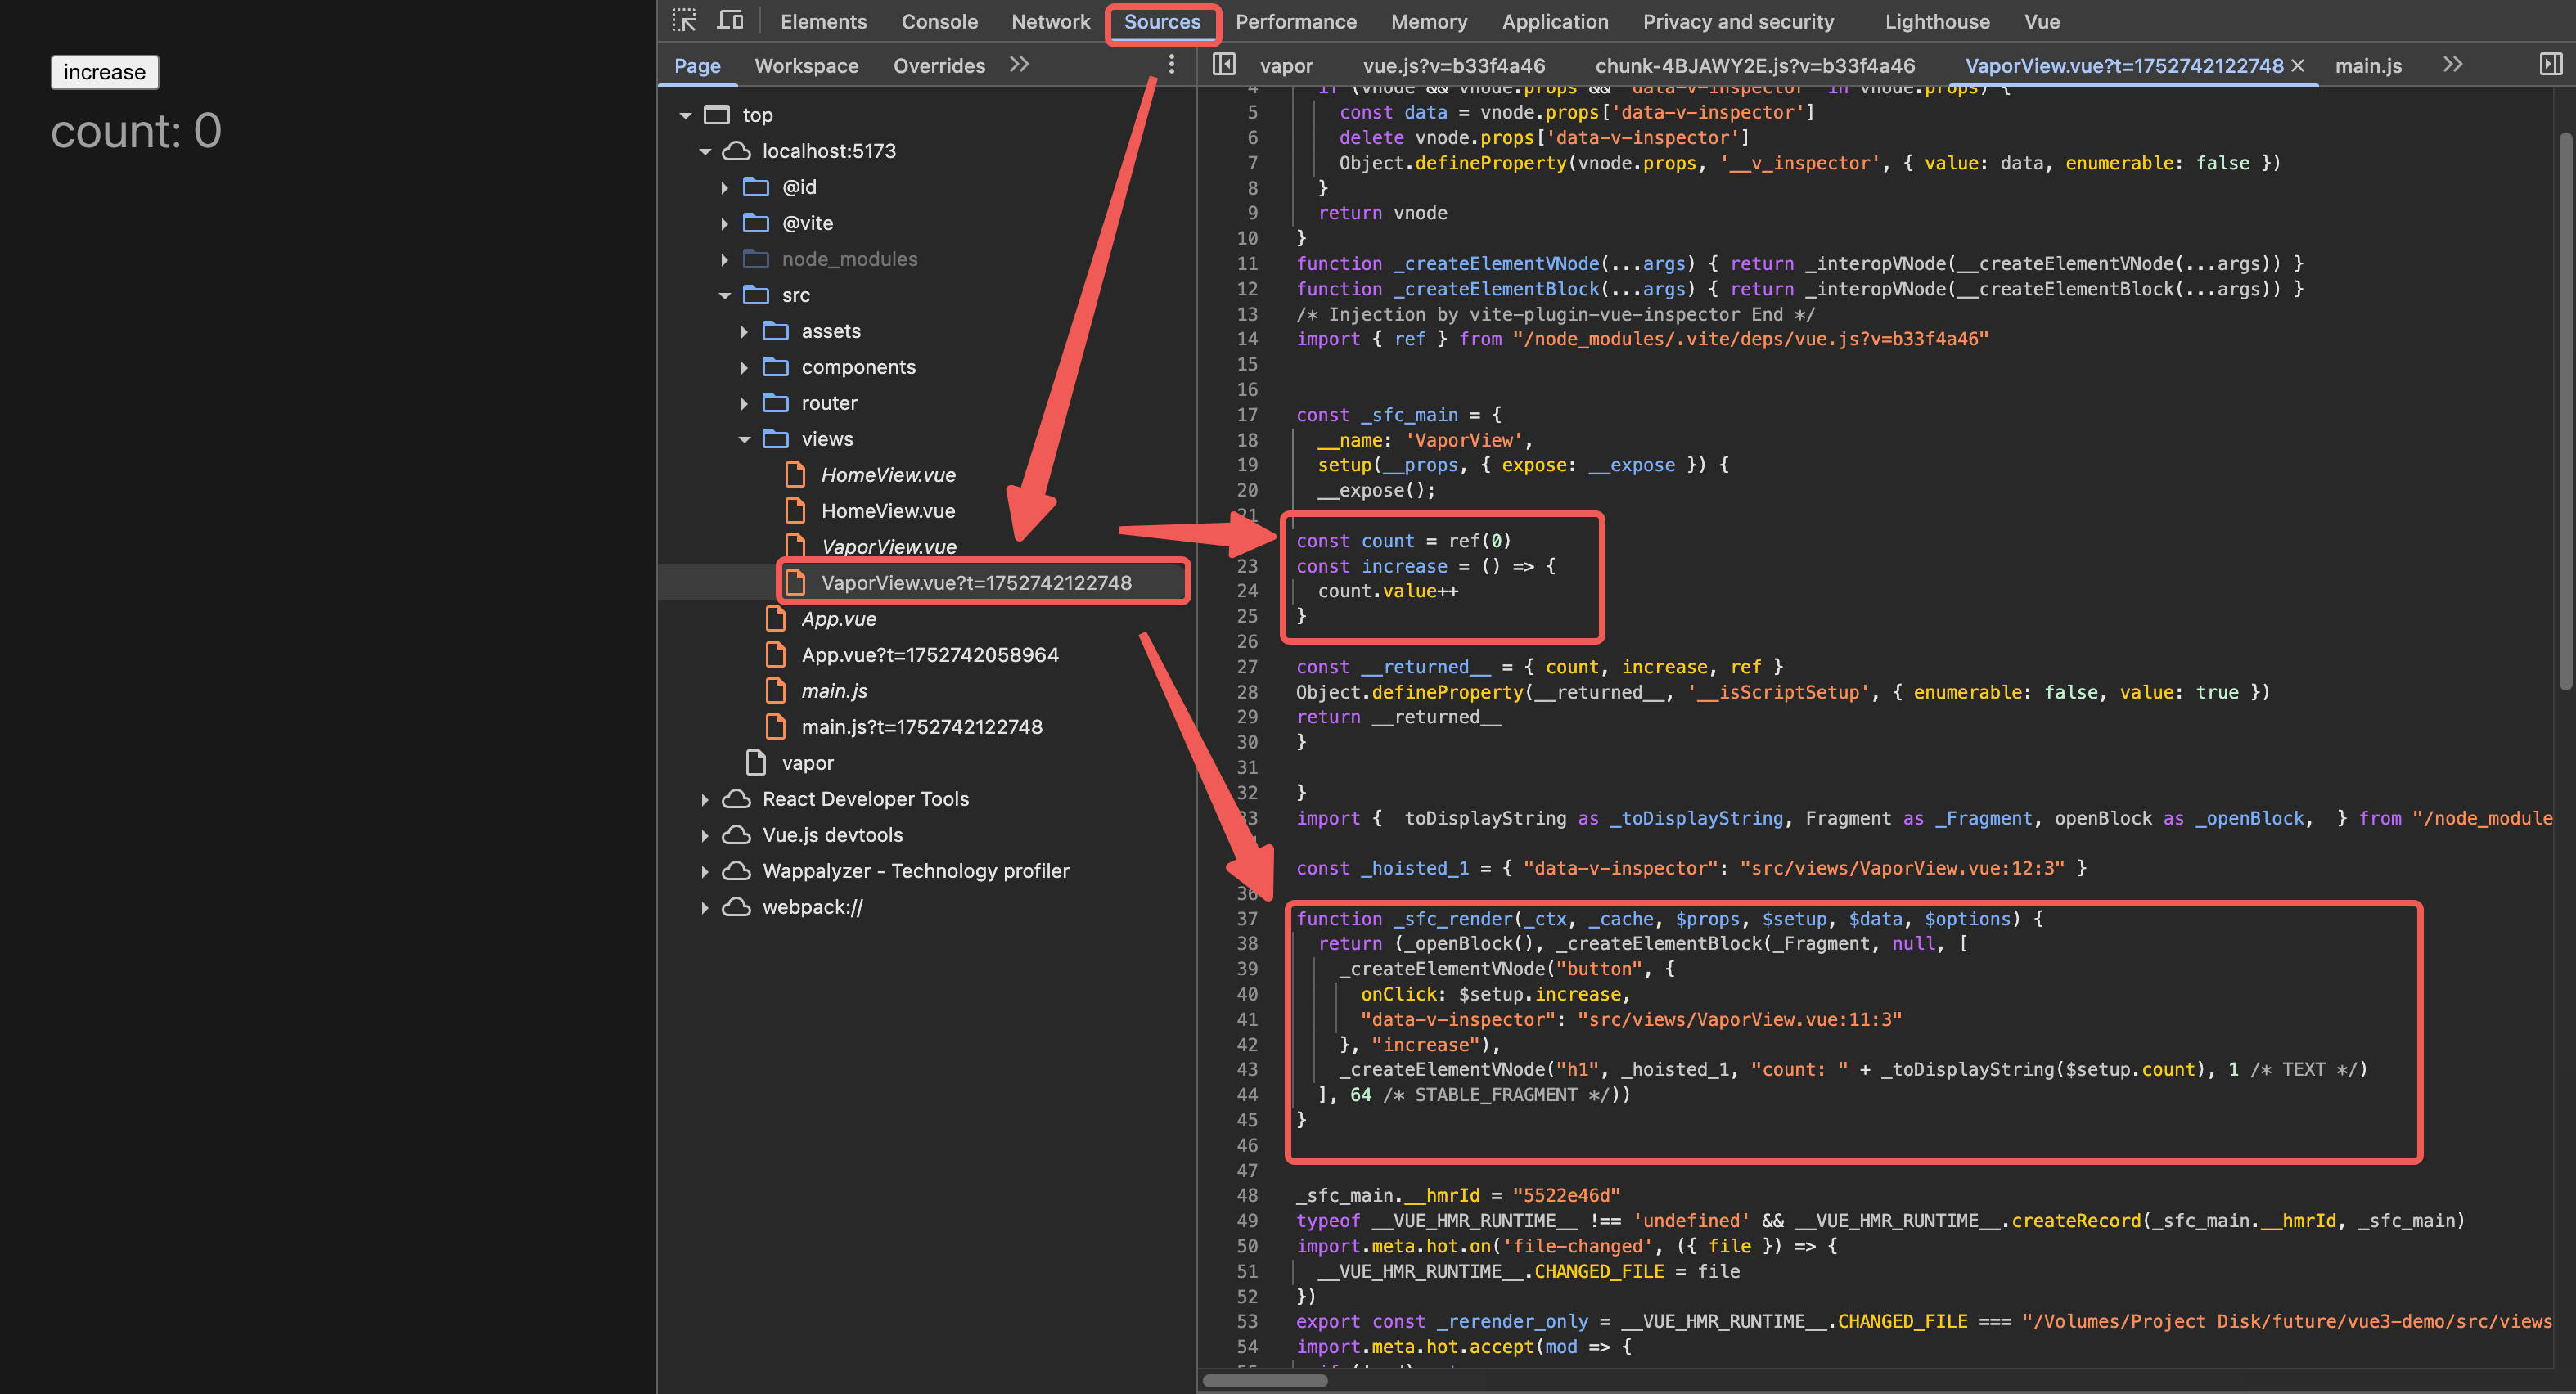 increase
count: 0
Elements Console Network Sources Performance Memory Application Privacy and security Lighthouse Vue
Page Workspace Overrides
top
localhost:5173
@id
@vite
node_modules
src
assets
components
router
views
HomeView.vue
HomeView.vue
VaporView.vue
VaporView.vue?t=1752742122748
App.vue
App.vue?t=1752742058964
main.js
main.js?t=1752742122748
vapor
React Developer Tools
Vue.js devtools
Wappalyzer - Technology profiler
webpack://
vapor vue.js?v=b33f4a46 chunk-4BJAWY2E.js?v=b33f4a46 VaporView.vue?t=1752742122748 × main.js
4 if (vnode && vnode.props && 'data-v-inspector' in vnode.props) {
5 const data = vnode.props['data-v-inspector']
6 delete vnode.props['data-v-inspector']
7 Object.defineProperty(vnode.props, '__v_inspector', { value: data, enumerable: false })
8 }
9 return vnode
10 }
11 function _createElementVNode(...args) { return _interopVNode(__createElementVNode(...args)) }
12 function _createElementBlock(...args) { return _interopVNode(__createElementBlock(...args)) }
13 /* Injection by vite-plugin-vue-inspector End */
14 import { ref } from "/node_modules/.vite/deps/vue.js?v=b33f4a46"
15
16
17 const _sfc_main = {
18 __name: 'VaporView',
19 setup(__props, { expose: __expose }) {
20 __expose();
21
const count = ref(0)
23 const increase = () => {
24 count.value++
25 }
26
27 const __returned__ = { count, increase, ref }
28 Object.defineProperty(__returned__, '__isScriptSetup', { enumerable: false, value: true })
29 return __returned__
30 }
31
32 }
33 import { toDisplayString as _toDisplayString, Fragment as _Fragment, openBlock as _openBlock, } from "/node_module
const _hoisted_1 = { "data-v-inspector": "src/views/VaporView.vue:12:3" }
36
37 function _sfc_render(_ctx, _cache, $props, $setup, $data, $options) {
38 return (_openBlock(), _createElementBlock(_Fragment, null, [
39 _createElementVNode("button", {
40 onClick: $setup.increase,
41 "data-v-inspector": "src/views/VaporView.vue:11:3"
42 }, "increase"),
43 _createElementVNode("h1", _hoisted_1, "count: " + _toDisplayString($setup.count), 1 /* TEXT */)
44 ], 64 /* STABLE_FRAGMENT */))
45 }
46
47
48 _sfc_main.__hmrId = "5522e46d"
49 typeof __VUE_HMR_RUNTIME__ !== 'undefined' && __VUE_HMR_RUNTIME__.createRecord(_sfc_main.__hmrId, _sfc_main)
50 import.meta.hot.on('file-changed', ({ file }) => {
51 __VUE_HMR_RUNTIME__.CHANGED_FILE = file
52 })
53 export const _rerender_only = __VUE_HMR_RUNTIME__.CHANGED_FILE === "/Volumes/Project Disk/future/vue3-demo/src/views
54 import.meta.hot.accept(mod => {